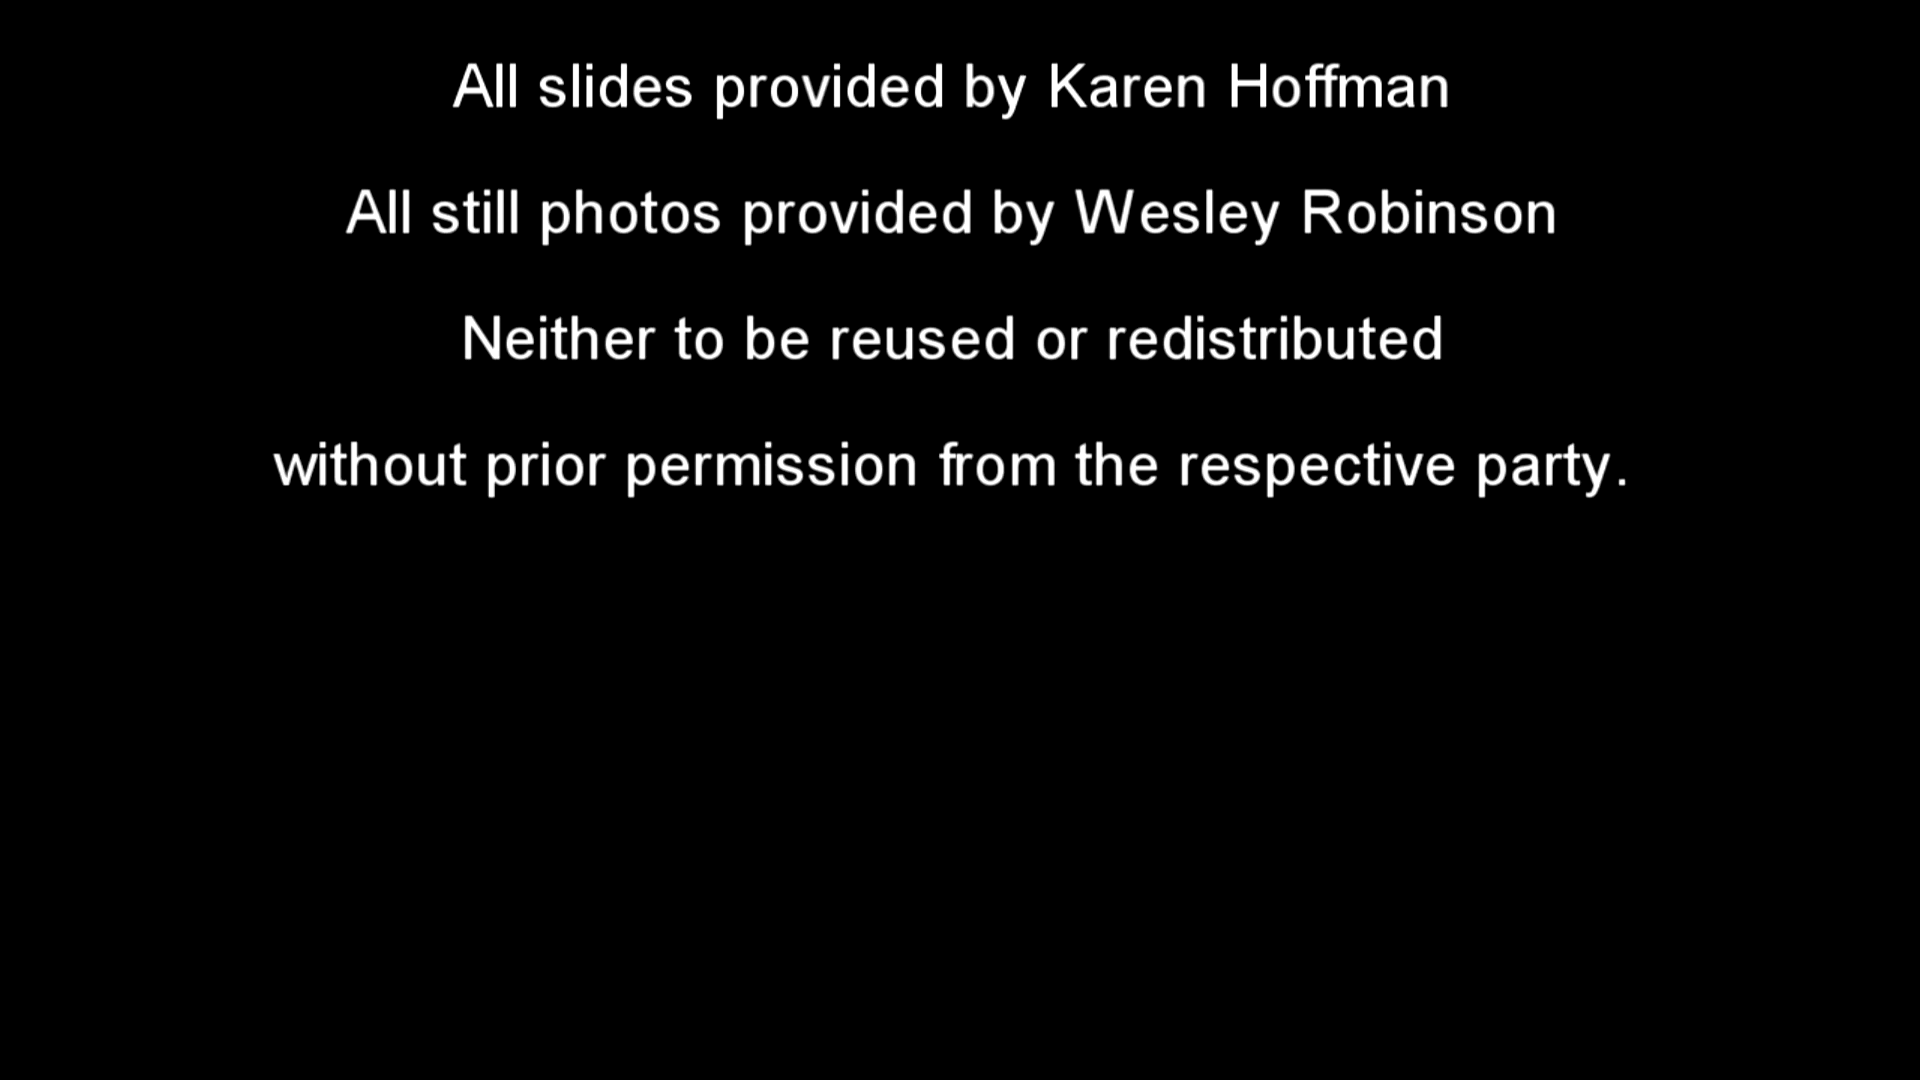 All slides provided by Karen Hoffman
All still photos provided by Wesley Robinson
Neither to be reused or redistributed
without prior permission from the respective party.